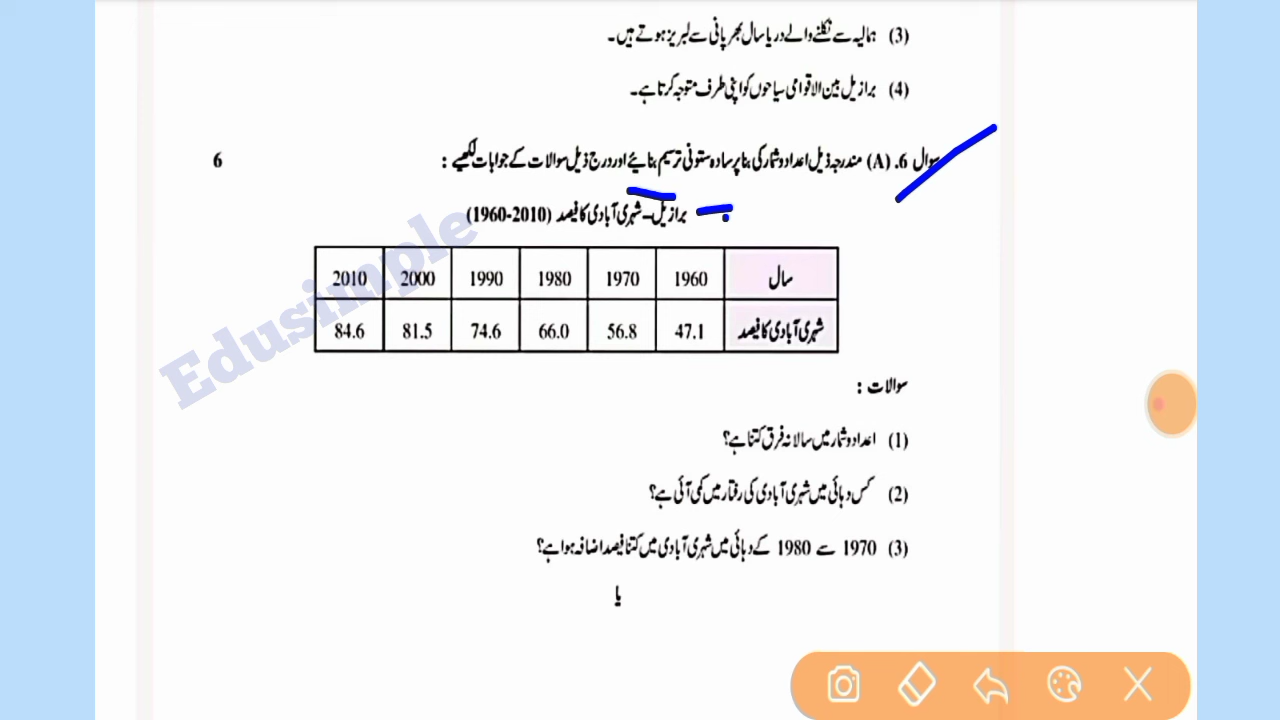 (3) ہمالیہ سے نکلنے والے دریا سال بھر پانی سے لبریز ہوتے ہیں۔
(4) برازیل بین الاقوامی سیاحوں کو اپنی طرف متوجہ کرتا ہے۔
سوال 6. (A) مندرجہ ذیل اعداد و شمار کی بنا پر سادہ ستونی ترسیم بنائیے اور درج ذیل سوالات کے جوابات لکھیے : 6
برازیل۔ شہری آبادی کا فیصد (1960-2010)
سال 1960 1970 1980 1990 2000 2010
شہری آبادی کا فیصد 47.1 56.8 66.0 74.6 81.5 84.6
Edusimple
سوالات :
(1) اعداد و شمار میں سالانہ فرق کتنا ہے؟
(2) کس دہائی میں شہری آبادی کی رفتار میں کمی آئی ہے؟
(3) 1970 سے 1980 کے دہائی میں شہری آبادی میں کتنا فیصد اضافہ ہوا ہے؟
یا